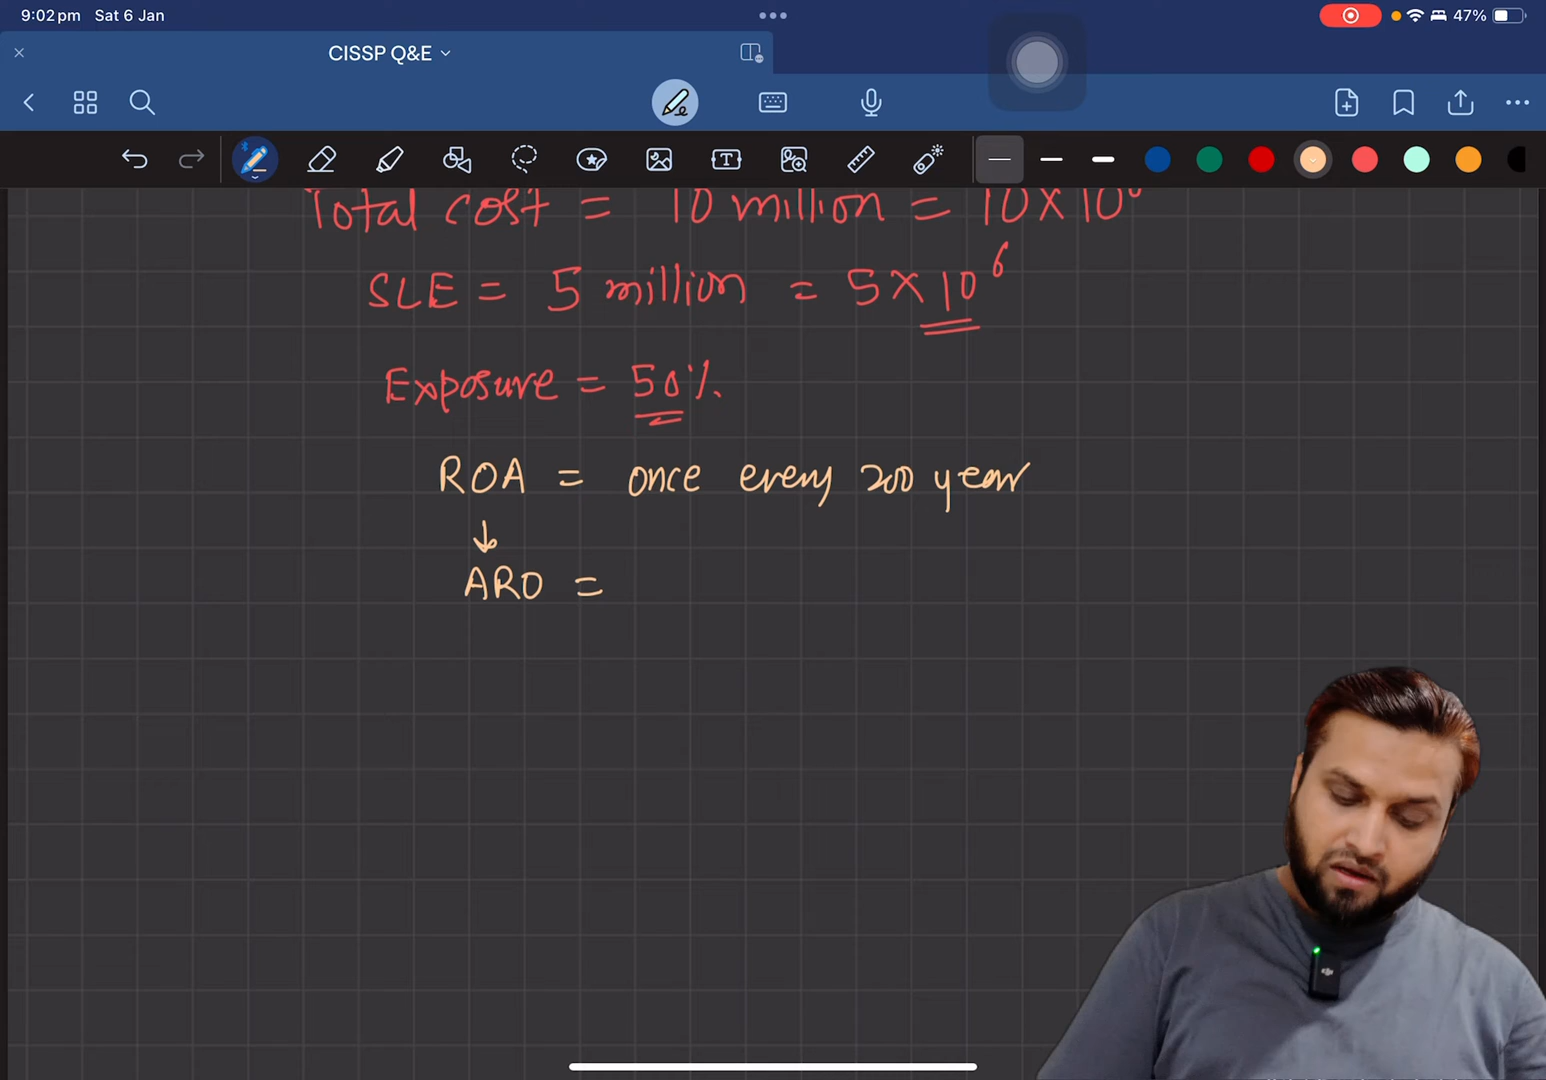 9:02 pm Sat 6 Jan 47%
CISSP Q&E
Total cost = 10 million = 10 X 10⁶
SLE = 5 million = 5 X 10⁶
Exposure = 50%.
ROA = once every 200 year
↓
ARO =